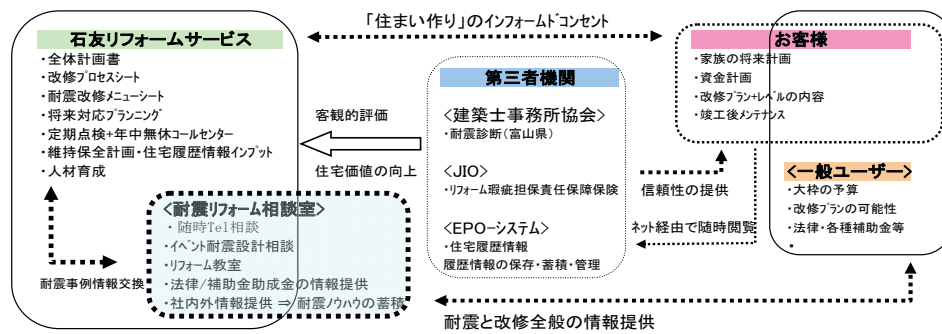 「住まい作り」のインフォームドコンセント
石友リフォームサービス
・全体計画書
・改修プロセスシート
・耐震改修メニューシート
・将来対応プランニング
・定期点検+年中無休コールセンター
・維持保全計画・住宅履歴情報インプット
・人材育成
<耐震リフォーム相談室>
・随時Tel相談
・イベント耐震設計相談
・リフォーム教室
・法律/補助金助成金の情報提供
・社内外情報提供 ⇒ 耐震ノウハウの蓄積
耐震事例情報交換
客観的評価
住宅価値の向上
第三者機関
<建築士事務所協会>
・耐震診断(富山県)
<JIO>
・リフォーム瑕疵担保責任保障保険
<EPO-システム>
・住宅履歴情報
履歴情報の保存・蓄積・管理
信頼性の提供
ネット経由で随時閲覧
お客様
・家族の将来計画
・資金計画
・改修プラン+レベルの内容
・竣工後メンテナンス
<一般ユーザー>
・大枠の予算
・改修プランの可能性
・法律・各種補助金等
・
耐震と改修全般の情報提供